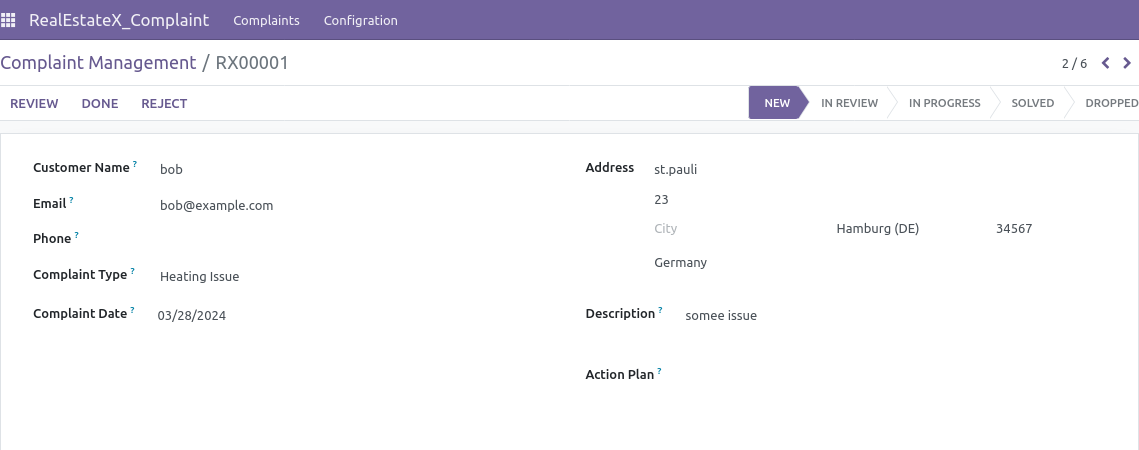 RealEstateX_Complaint Complaints Configration
Complaint Management / RX00001 2 / 6
REVIEW DONE REJECT NEW IN REVIEW IN PROGRESS SOLVED DROPPED
Customer Name ? bob
Email ? bob@example.com
Phone ?
Complaint Type ? Heating Issue
Complaint Date ? 03/28/2024
Address st.pauli
23
City Hamburg (DE) 34567
Germany
Description ? somee issue
Action Plan ?